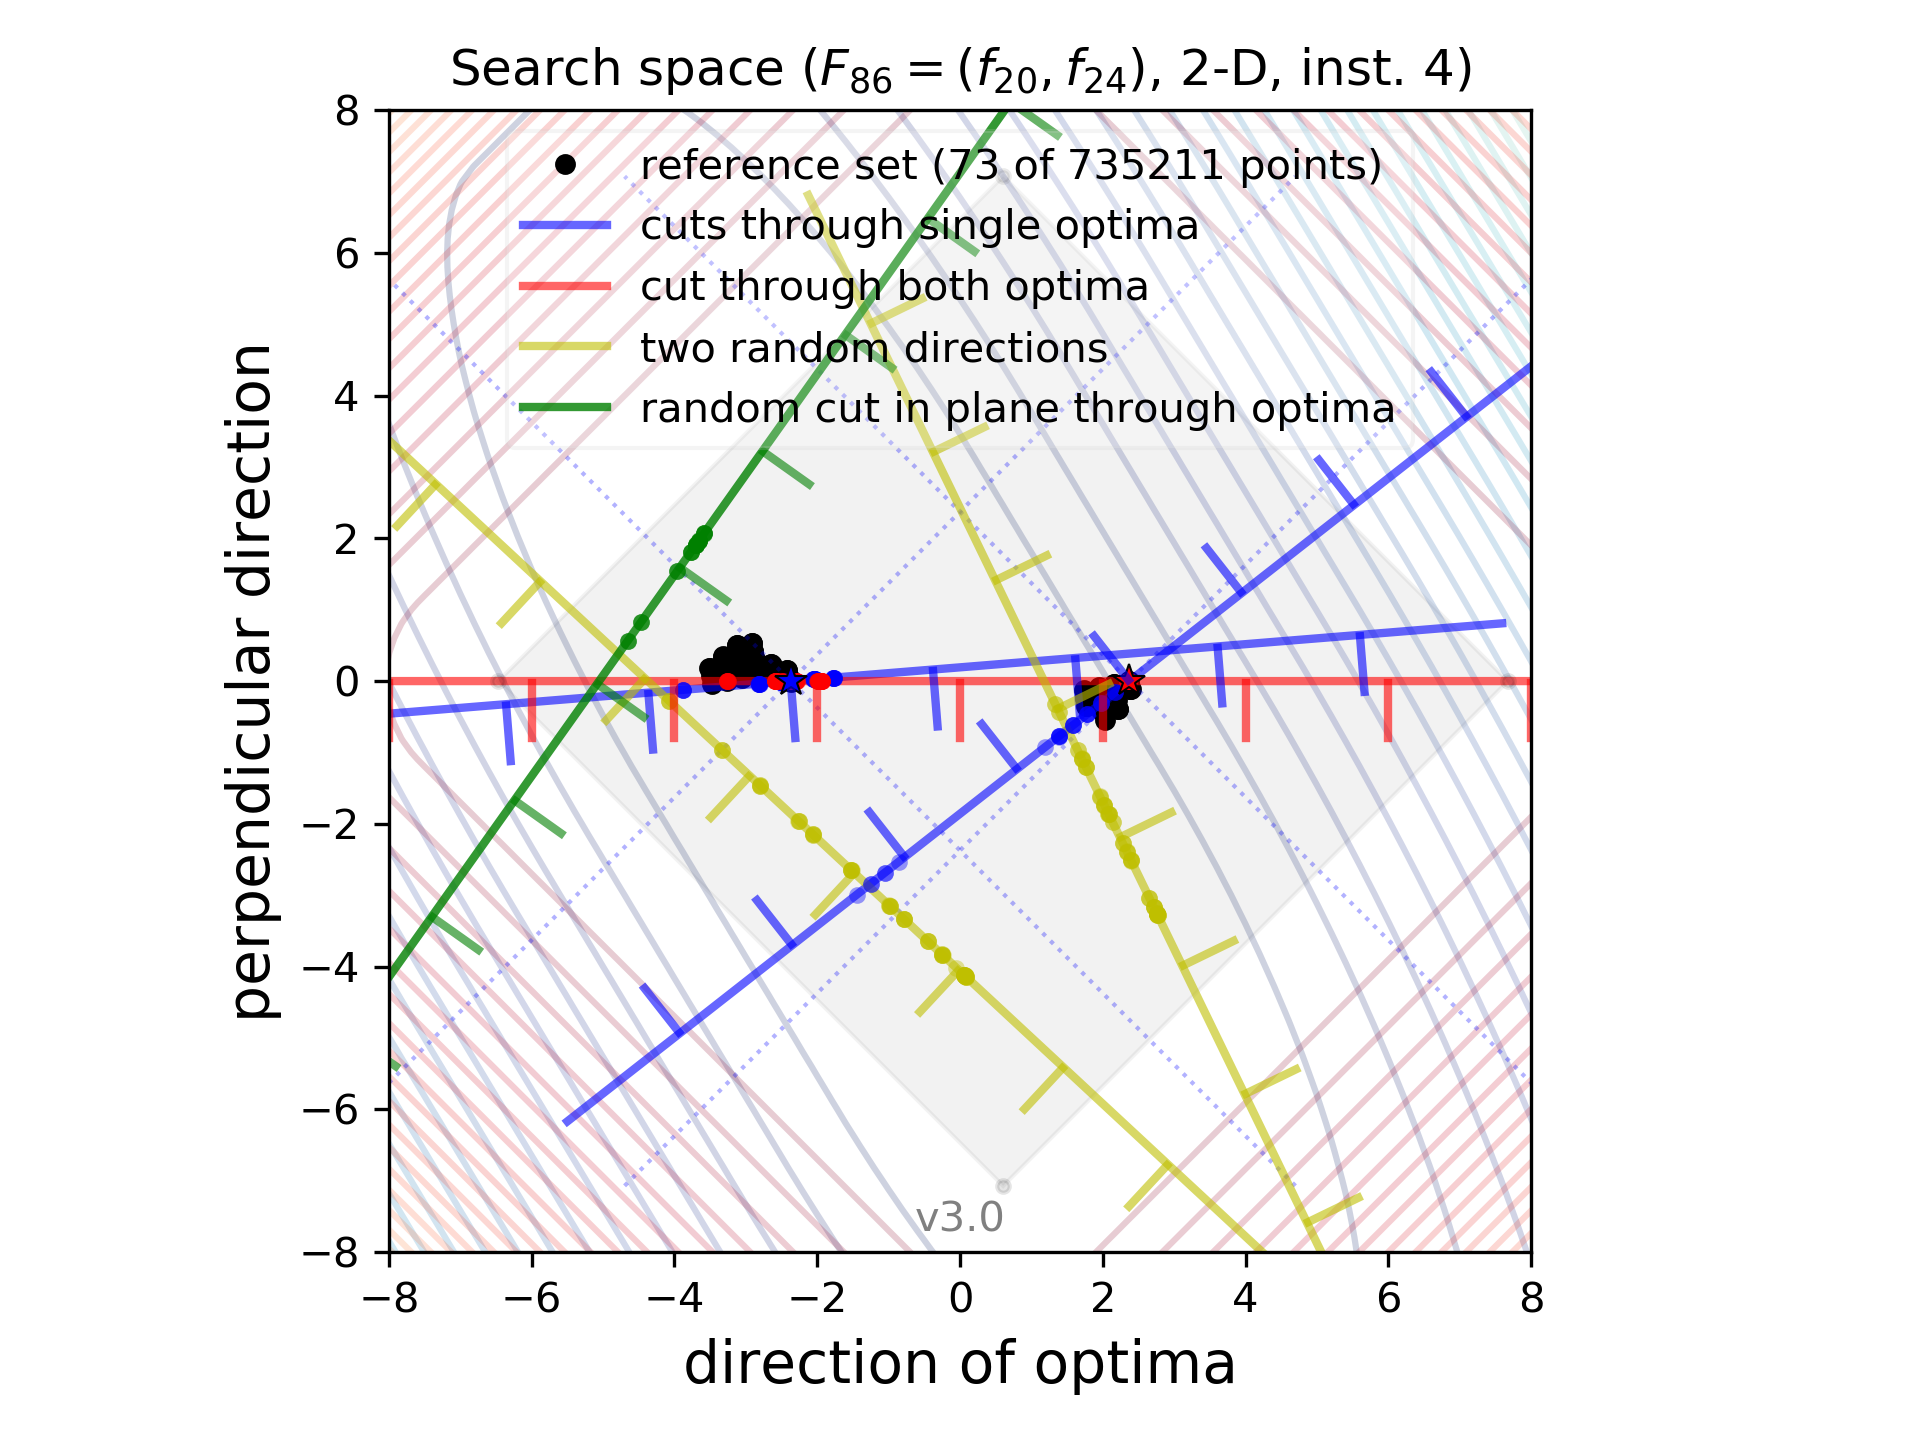 Search space (F86 = (f20, f24), 2-D, inst. 4)
reference set (73 of 735211 points)
cuts through single optima
cut through both optima
two random directions
random cut in plane through optima
perpendicular direction
8
6
4
2
0
−2
−4
−6
−8
v3.0
−8 −6 −4 −2 0 2 4 6 8
direction of optima